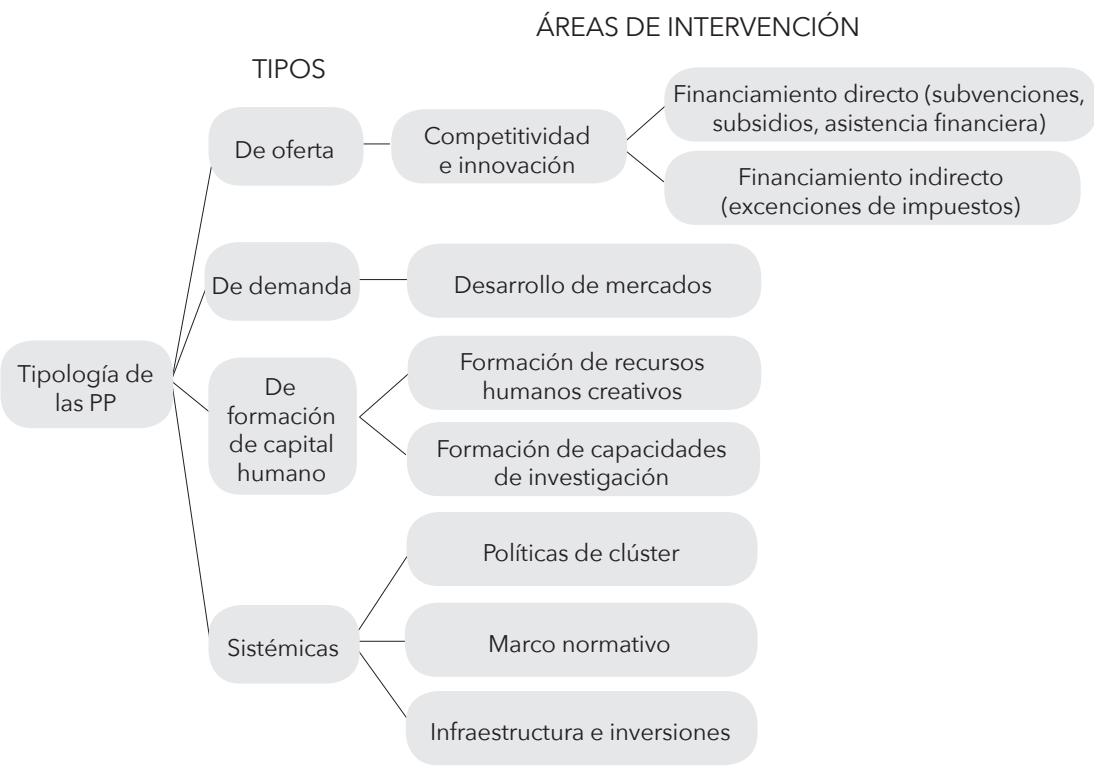 ÁREAS DE INTERVENCIÓN
TIPOS
De oferta
Competitividad
e innovación
Financiamiento directo (subvenciones,
subsidios, asistencia financiera)
Financiamiento indirecto
(excenciones de impuestos)
De demanda
Desarrollo de mercados
Tipología de
las PP
De
formación
de capital
humano
Formación de recursos
humanos creativos
Formación de capacidades
de investigación
Sistémicas
Políticas de clúster
Marco normativo
Infraestructura e inversiones